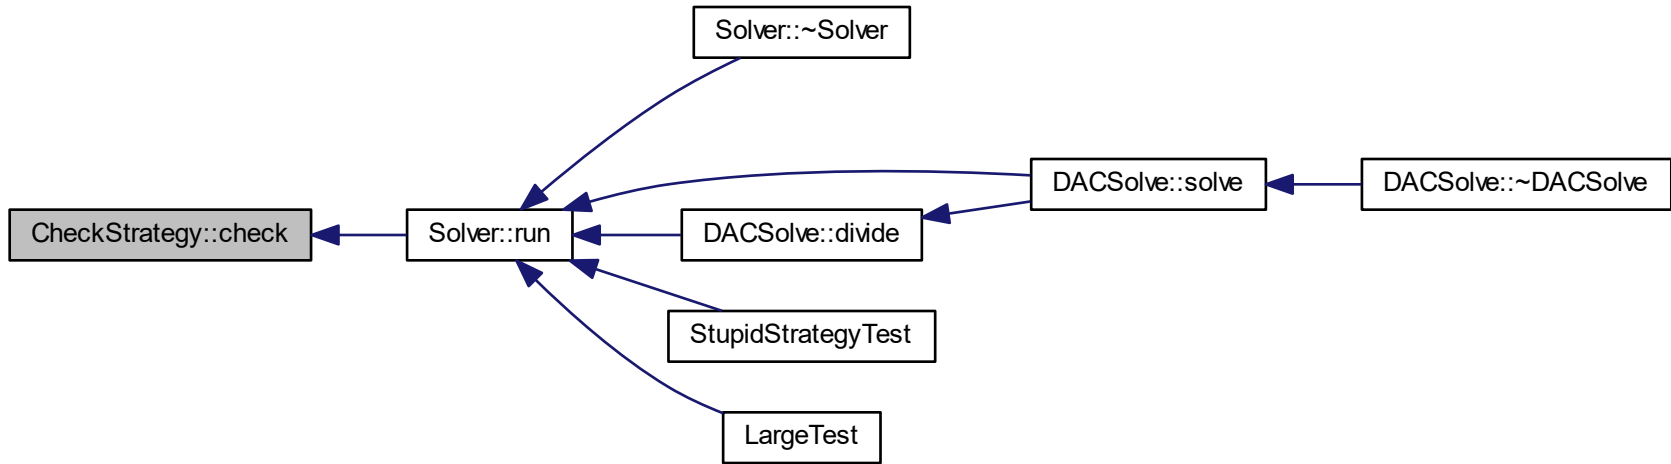 Solver::~Solver
DACSolve::solve
DACSolve::~DACSolve
CheckStrategy::check
Solver::run
DACSolve::divide
StupidStrategyTest
LargeTest